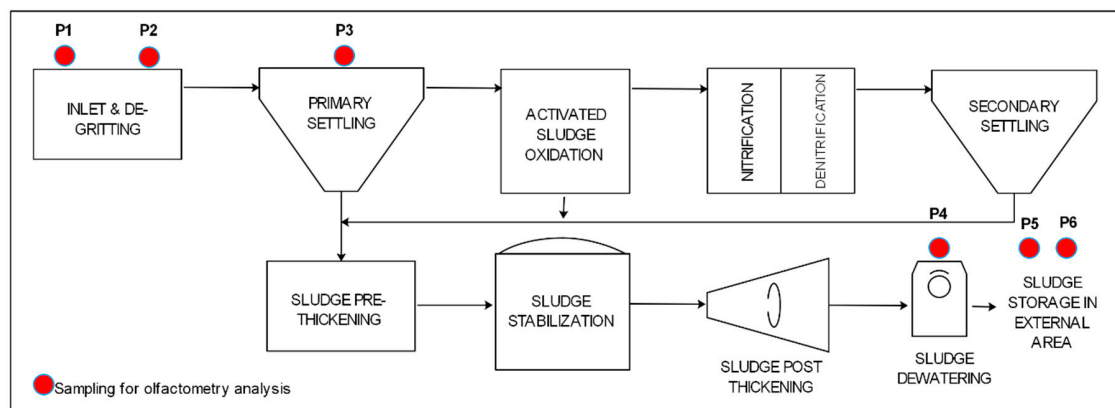 P1
P2
P3
INLET & DE-
GRITTING
PRIMARY
SETTLING
ACTIVATED
SLUDGE
OXIDATION
NITRIFICATION
DENITRIFICATION
SECONDARY
SETTLING
P4
P5
P6
SLUDGE PRE-
THICKENING
SLUDGE
STABILIZATION
SLUDGE POST
THICKENING
SLUDGE
DEWATERING
SLUDGE
STORAGE IN
EXTERNAL
AREA
Sampling for olfactometry analysis